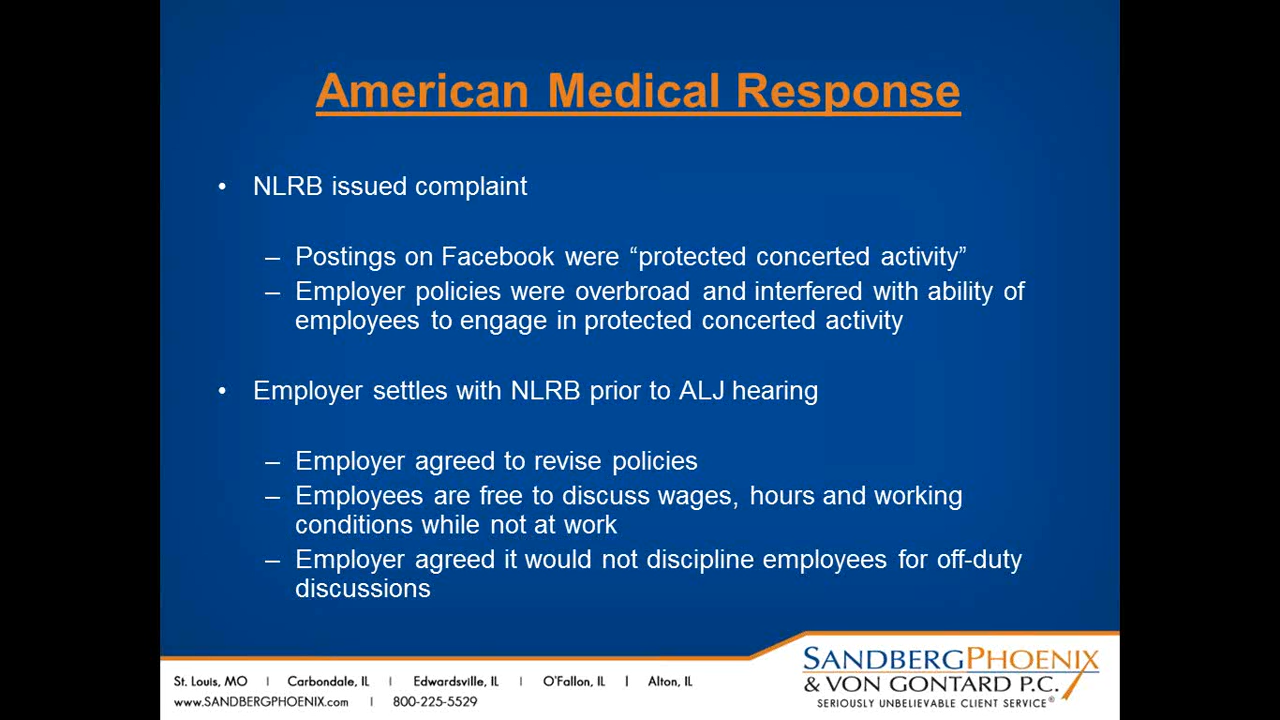 American Medical Response
• NLRB issued complaint
– Postings on Facebook were “protected concerted activity”
– Employer policies were overbroad and interfered with ability of
employees to engage in protected concerted activity
• Employer settles with NLRB prior to ALJ hearing
– Employer agreed to revise policies
– Employees are free to discuss wages, hours and working
conditions while not at work
– Employer agreed it would not discipline employees for off-duty
discussions
St. Louis, MO | Carbondale, IL | Edwardsville, IL | O'Fallon, IL | Alton, IL
www.SANDBERGPHOENIX.com | 800-225-5529
SANDBERGPHOENIX
& VON GONTARD P.C.
SERIOUSLY UNBELIEVABLE CLIENT SERVICE®